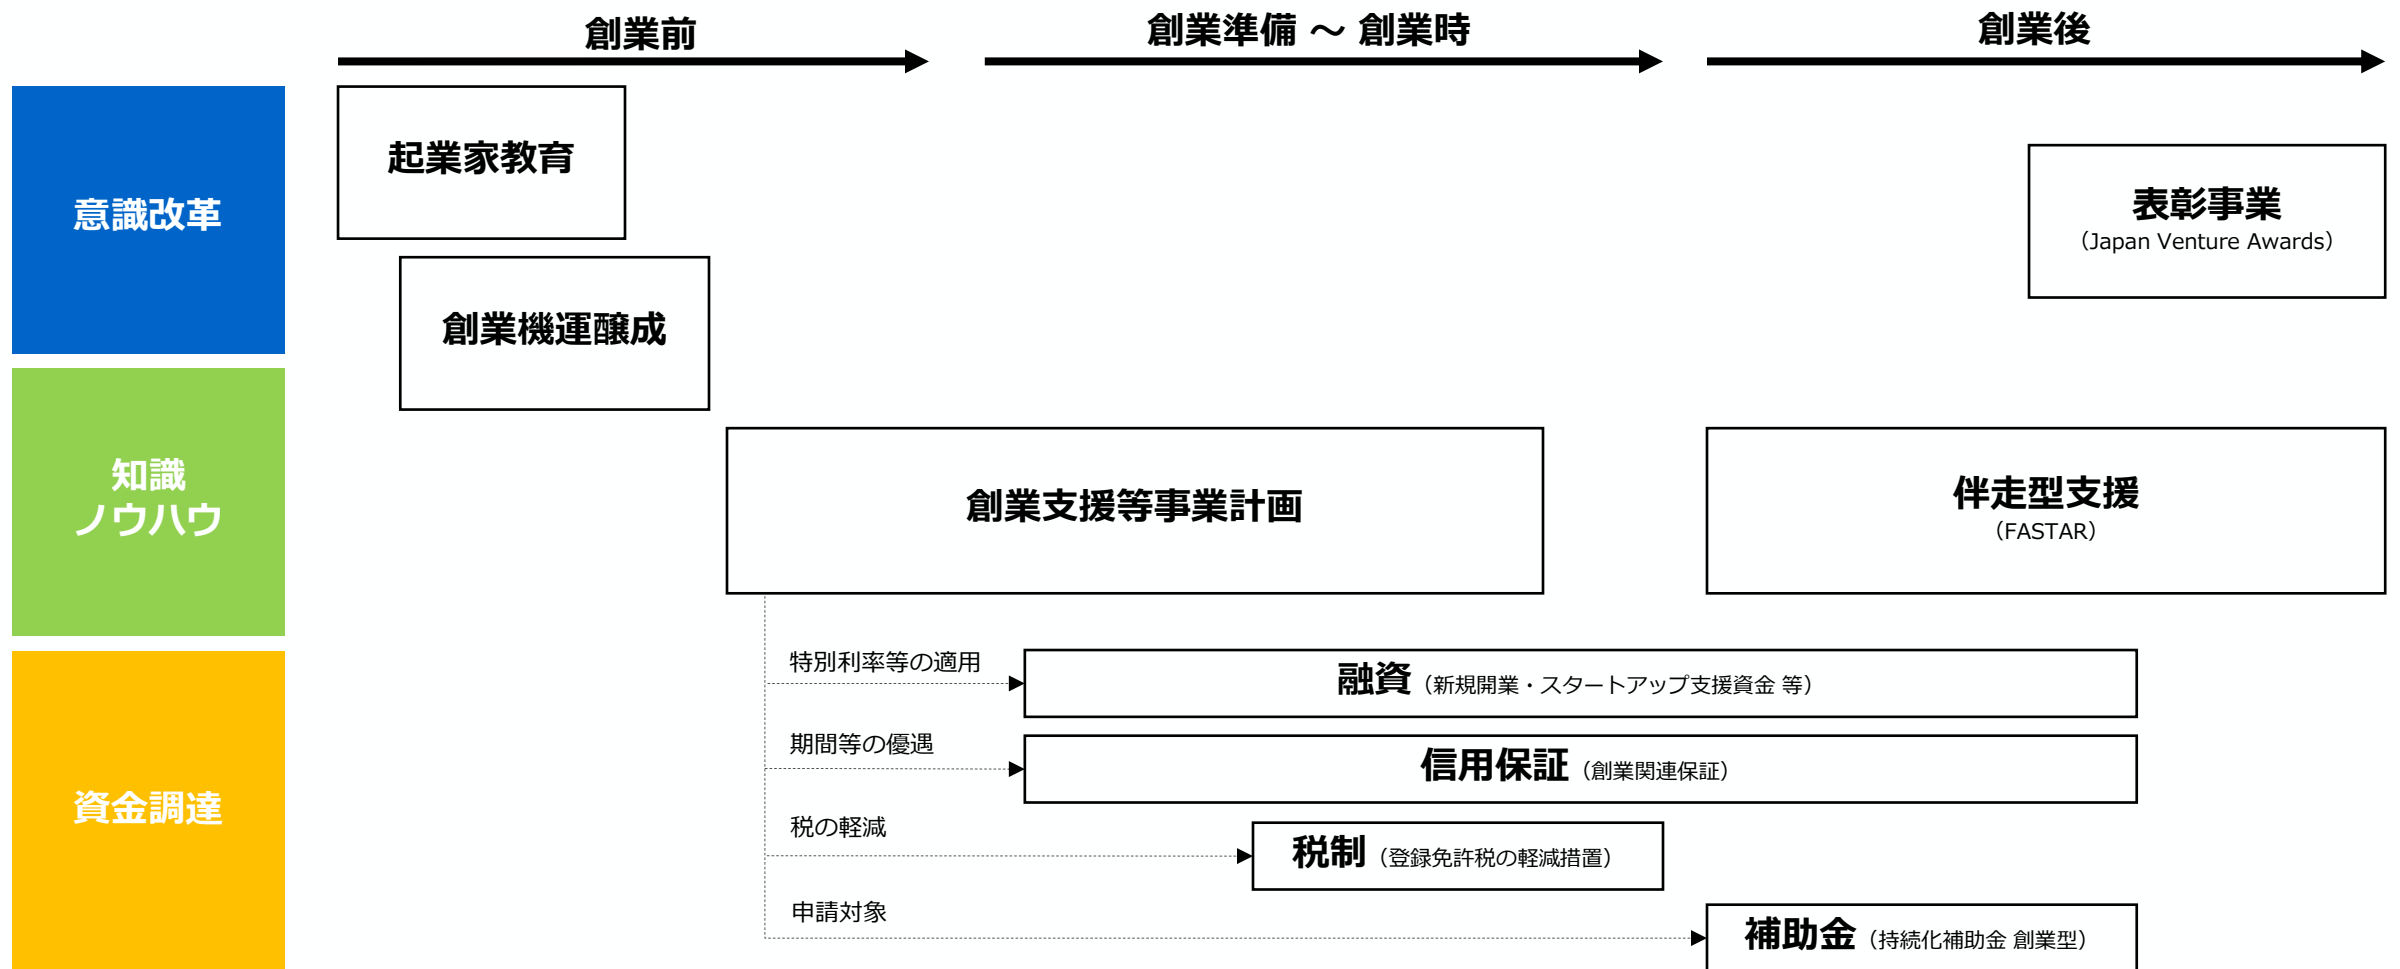 創業前
創業準備 ～ 創業時
創業後
意識改革
起業家教育
創業機運醸成
表彰事業
（Japan Venture Awards）
知識
ノウハウ
創業支援等事業計画
伴走型支援
（FASTAR）
資金調達
特別利率等の適用
融資（新規開業・スタートアップ支援資金 等）
期間等の優遇
信用保証（創業関連保証）
税の軽減
税制（登録免許税の軽減措置）
申請対象
補助金（持続化補助金 創業型）